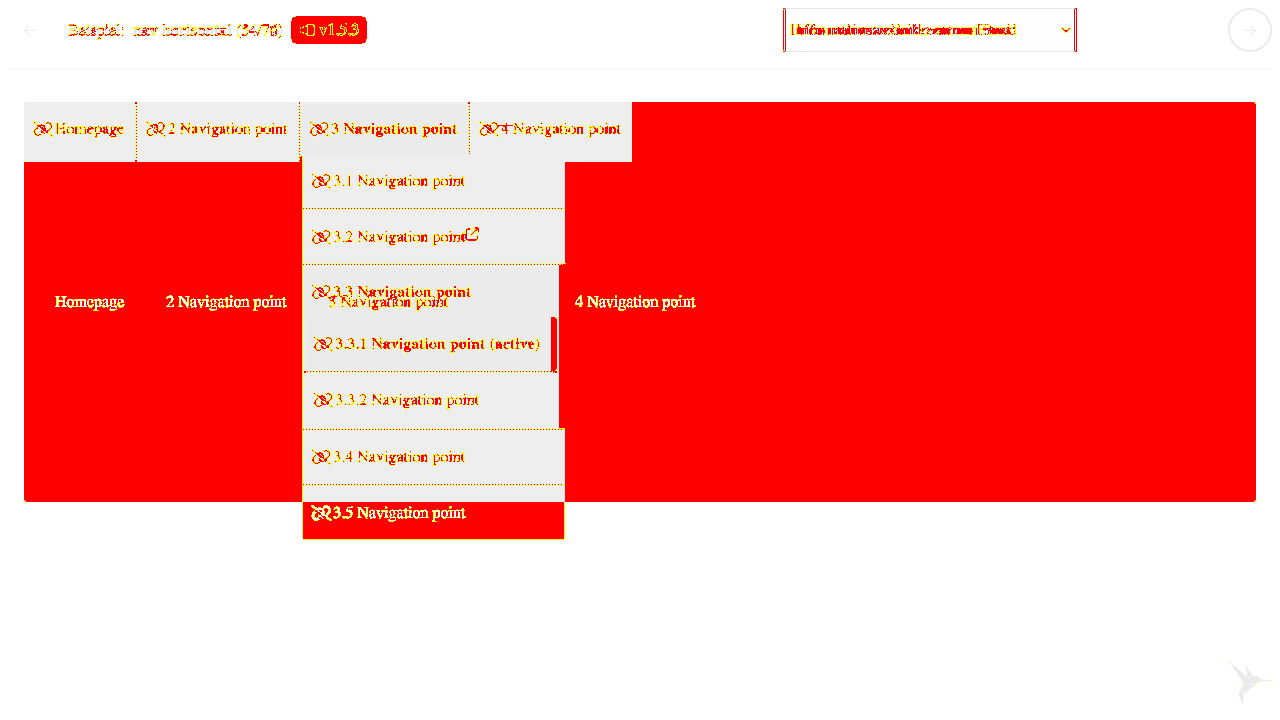 Beispiel: nav horizontal (54/76) v1.5.3
Homepage 2 Navigation point 3 Navigation point 4 Navigation point
3.1 Navigation point
3.2 Navigation point
3.3 Navigation point
Homepage 2 Navigation point 3 Navigation point 4 Navigation point
3.3.1 Navigation point (active)
3.3.2 Navigation point
3.4 Navigation point
3.5 Navigation point